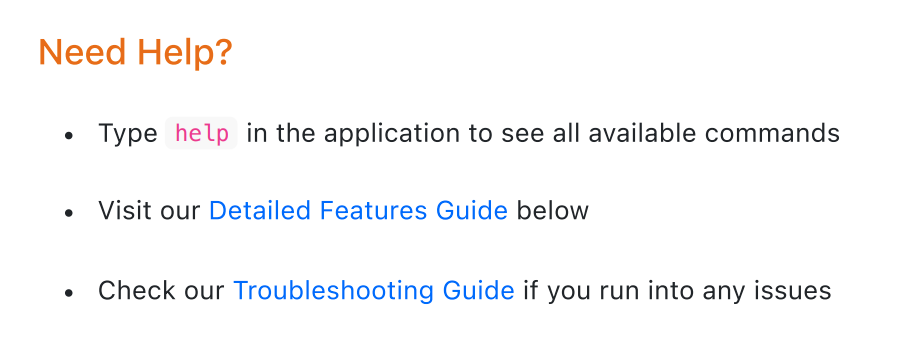 Need Help?
• Type help in the application to see all available commands
• Visit our Detailed Features Guide below
• Check our Troubleshooting Guide if you run into any issues